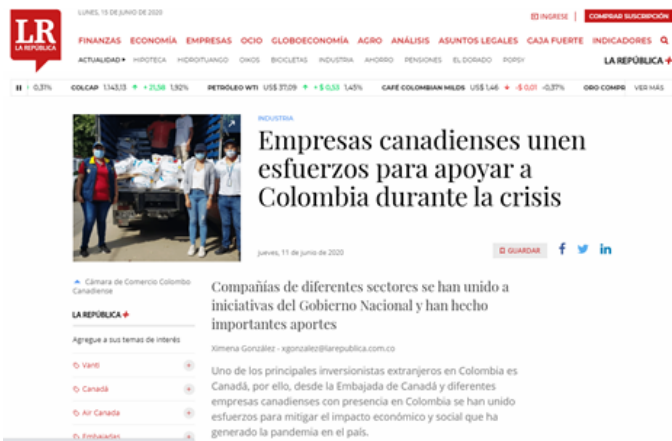 LUNES, 15 DE JUNIO DE 2020
INGRESE
COMPRAR SUSCRIPCIÓN
LR
LA REPÚBLICA
FINANZAS ECONOMÍA EMPRESAS OCIO GLOBOECONOMÍA AGRO ANÁLISIS ASUNTOS LEGALES CAJA FUERTE INDICADORES
ACTUALIDAD HIPOTECA HIDROITUANGO OIKOS BICICLETAS INDUSTRIA AHORRO PENSIONES EL DORADO POPSY LA REPÚBLICA +
0,31% COLCAP 1.143,13 +21,58 1,92% PETRÓLEO WTI US$ 37,09 +$ 0,53 1,45% CAFÉ COLOMBIAN MILDS US$ 1,46 -$ 0,01 -0,37% ORO COMPR VER MÁS
INDUSTRIA
Empresas canadienses unen
esfuerzos para apoyar a
Colombia durante la crisis
jueves, 11 de junio de 2020
GUARDAR
Cámara de Comercio Colombo
Canadiense
LA REPÚBLICA +
Agregue a sus temas de interés
Vanti +
Canadá +
Air Canada +
Embajadas
Compañías de diferentes sectores se han unido a
iniciativas del Gobierno Nacional y han hecho
importantes aportes
Ximena González - xgonzalez@larepublica.com.co
Uno de los principales inversionistas extranjeros en Colombia es
Canadá, por ello, desde la Embajada de Canadá y diferentes
empresas canadienses con presencia en Colombia se han unido
esfuerzos para mitigar el impacto económico y social que ha
generado la pandemia en el país.